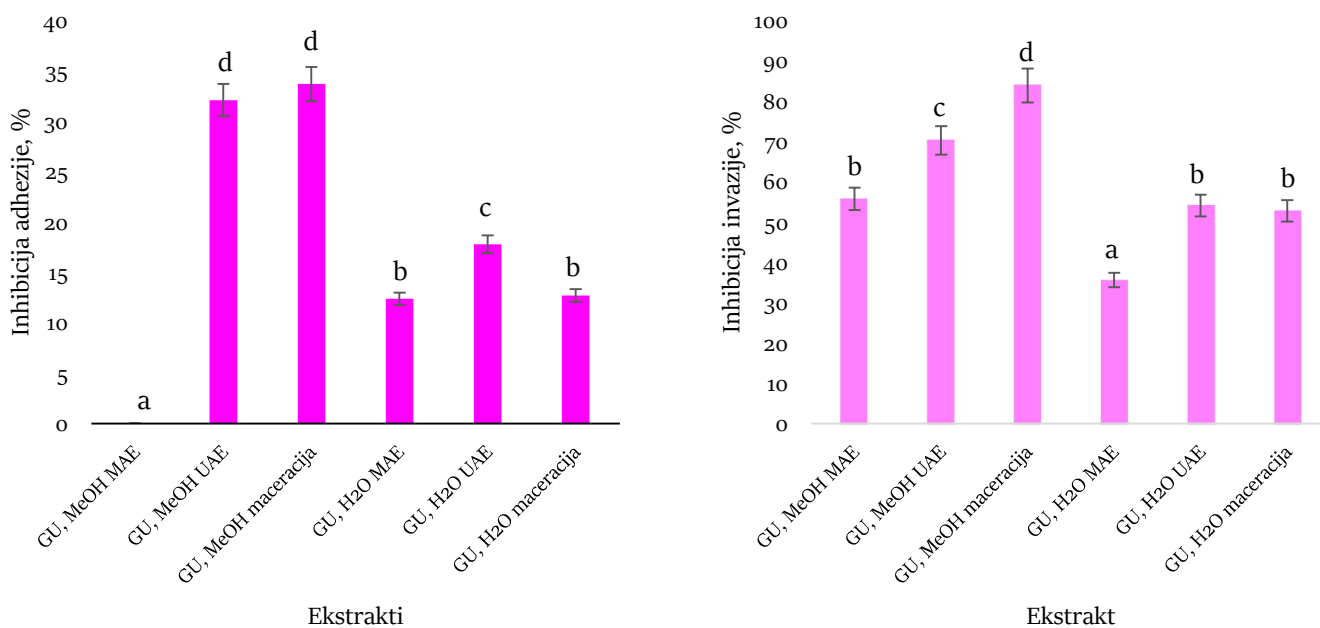 Inhibicija adhezije, %
40
35
30
25
20
15
10
5
0
a
d
d
b
c
b
GU, MeOH MAE
GU, MeOH UAE
GU, MeOH maceracija
GU, H2O MAE
GU, H2O UAE
GU, H2O maceracija
Ekstrakti
Inhibicija invazije, %
100
90
80
70
60
50
40
30
20
10
0
b
c
d
a
b
b
GU, MeOH MAE
GU, MeOH UAE
GU, MeOH maceracija
GU, H2O MAE
GU, H2O UAE
GU, H2O maceracija
Ekstrakt